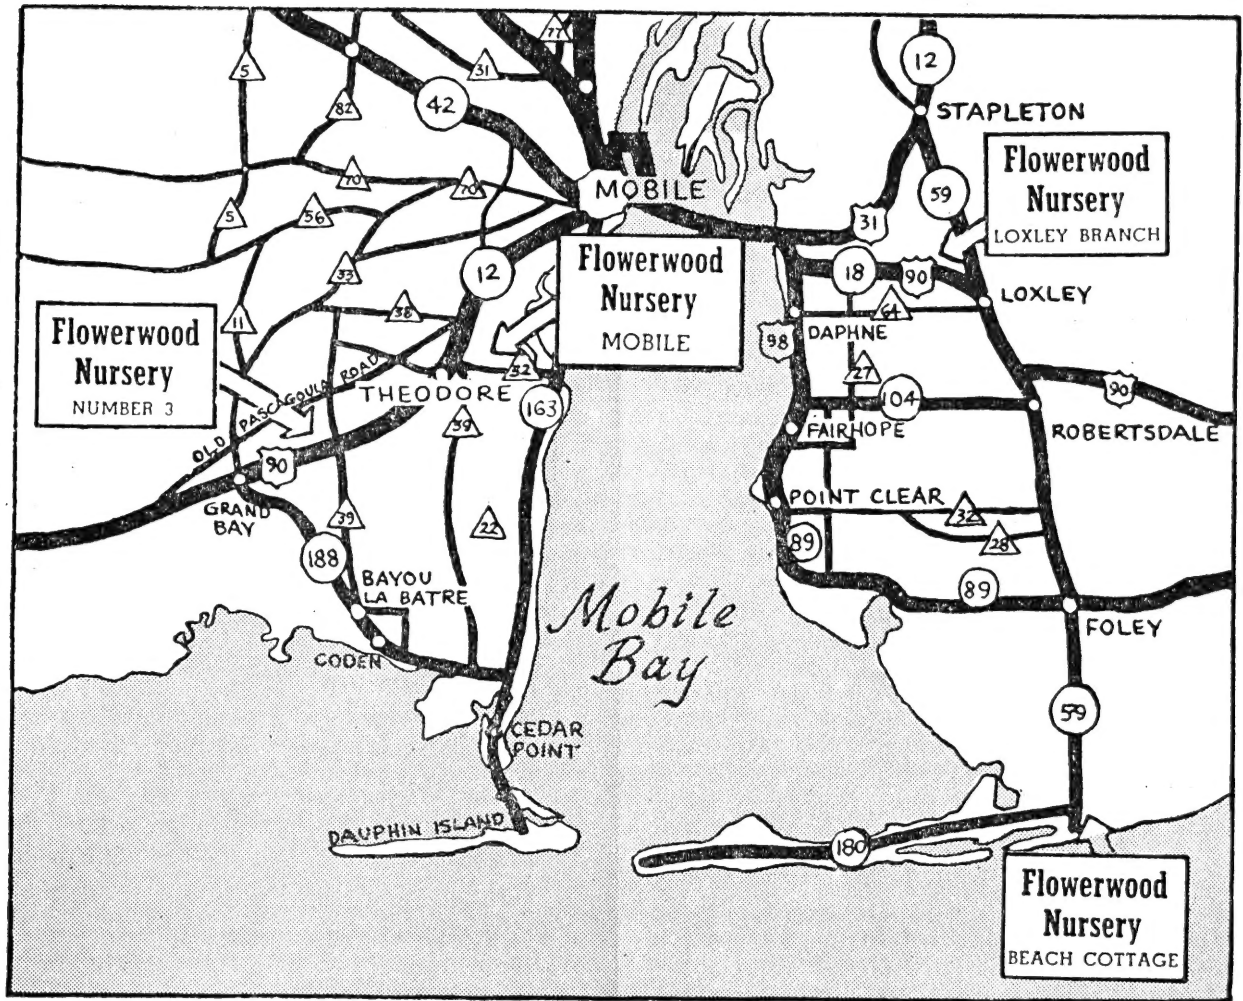 77
5
31
12
82
42
STAPLETON
Flowerwood
Nursery
LOXLEY BRANCH
70
70
MOBILE
59
5
56
31
33
12
Flowerwood
Nursery
MOBILE
18
90
LOXLEY
Flowerwood
Nursery
NUMBER 3
11
38
64
DAPHNE
98
OLD PASCAGOULA ROAD
THEODORE
32
27
90
163
104
39
FAIRHOPE
ROBERTSDALE
90
GRAND
BAY
39
22
POINT CLEAR
32
28
89
188
BAYOU
LA BATRE
89
Mobile
Bay
FOLEY
CODEN
59
CEDAR
POINT
DAUPHIN ISLAND
180
Flowerwood
Nursery
BEACH COTTAGE